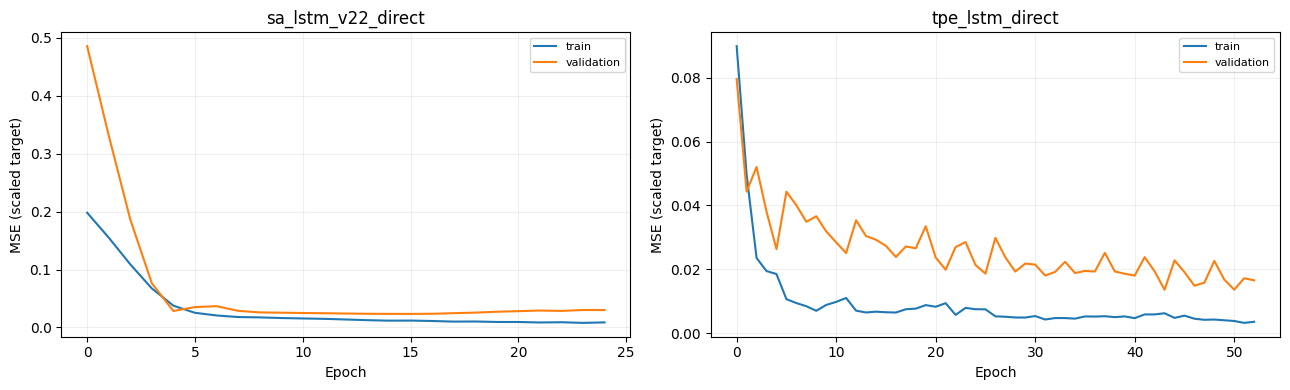 sa_lstm_v22_direct
MSE (scaled target)
0.5
0.4
0.3
0.2
0.1
0.0
train
validation
0 5 10 15 20 25
Epoch
tpe_lstm_direct
MSE (scaled target)
0.08
0.06
0.04
0.02
0.00
train
validation
0 10 20 30 40 50
Epoch